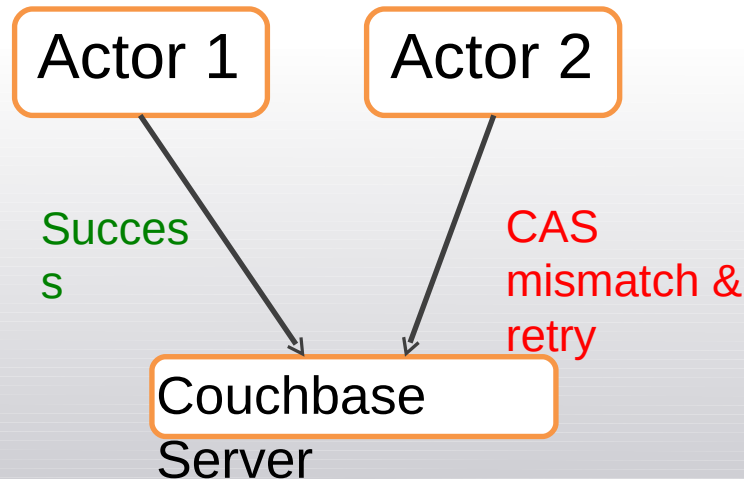 Actor 1
Actor 2
Succes
s
CAS
mismatch &
retry
Couchbase
Server